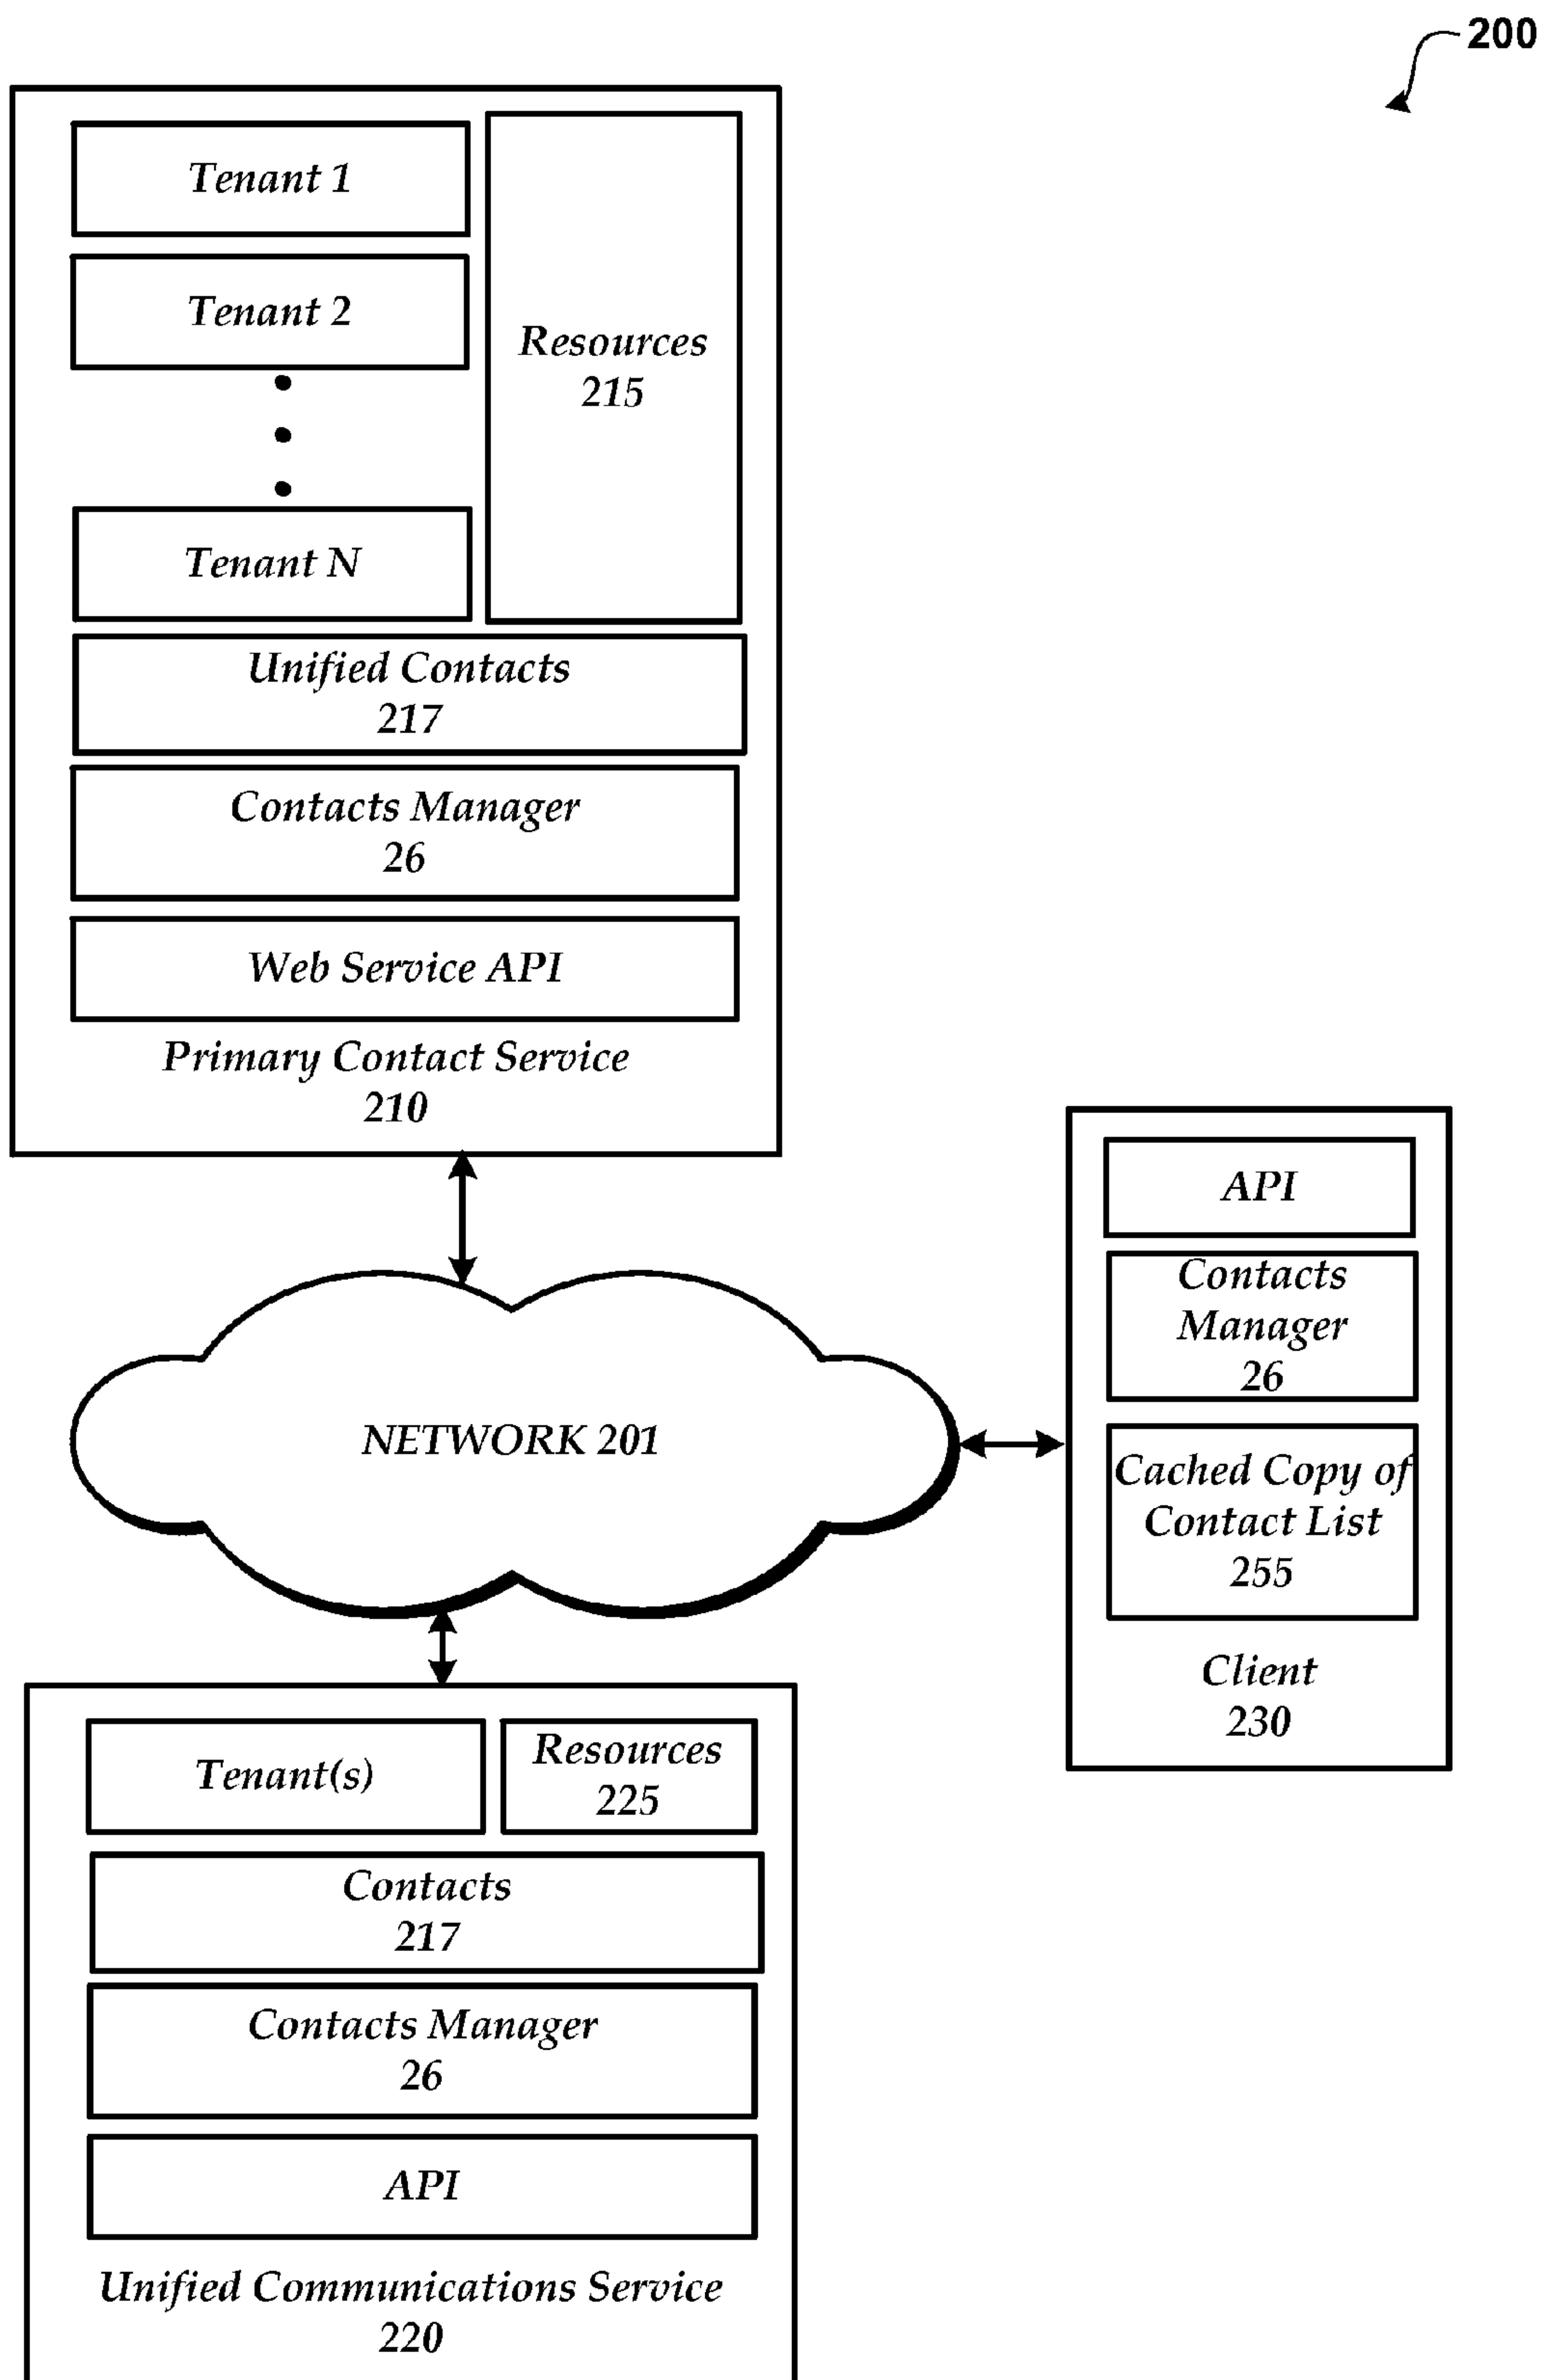 200
Tenant 1
Tenant 2
Resources
215
Tenant N
Unified Contacts
217
Contacts Manager
26
Web Service API
Primary Contact Service
210
API
Contacts
Manager
26
Cached Copy of
Contact List
255
Client
230
NETWORK 201
Tenant(s)
Resources
225
Contacts
217
Contacts Manager
26
API
Unified Communications Service
220